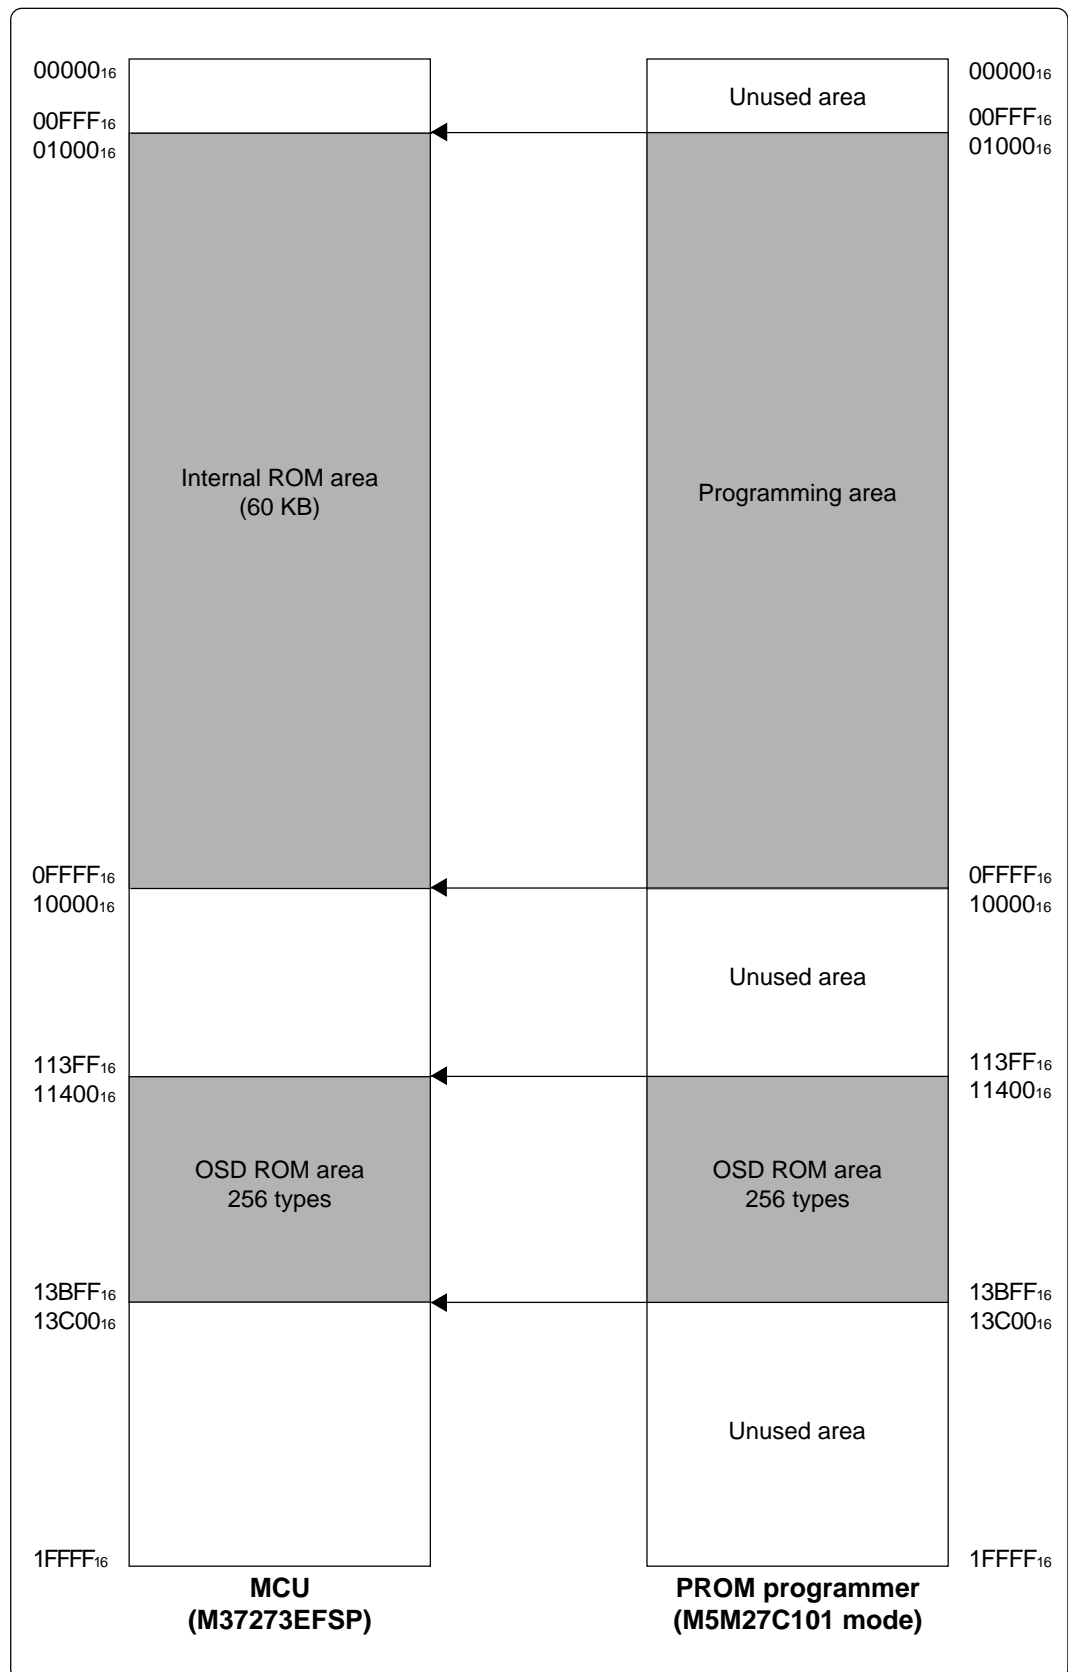 00000₁₆
00FFF₁₆
01000₁₆
Internal ROM area
(60 KB)
0FFFF₁₆
10000₁₆
113FF₁₆
11400₁₆
OSD ROM area
256 types
13BFF₁₆
13C00₁₆
1FFFF₁₆
MCU
(M37273EFSP)
Unused area
00000₁₆
00FFF₁₆
01000₁₆
Programming area
0FFFF₁₆
10000₁₆
Unused area
113FF₁₆
11400₁₆
OSD ROM area
256 types
13BFF₁₆
13C00₁₆
Unused area
1FFFF₁₆
PROM programmer
(M5M27C101 mode)